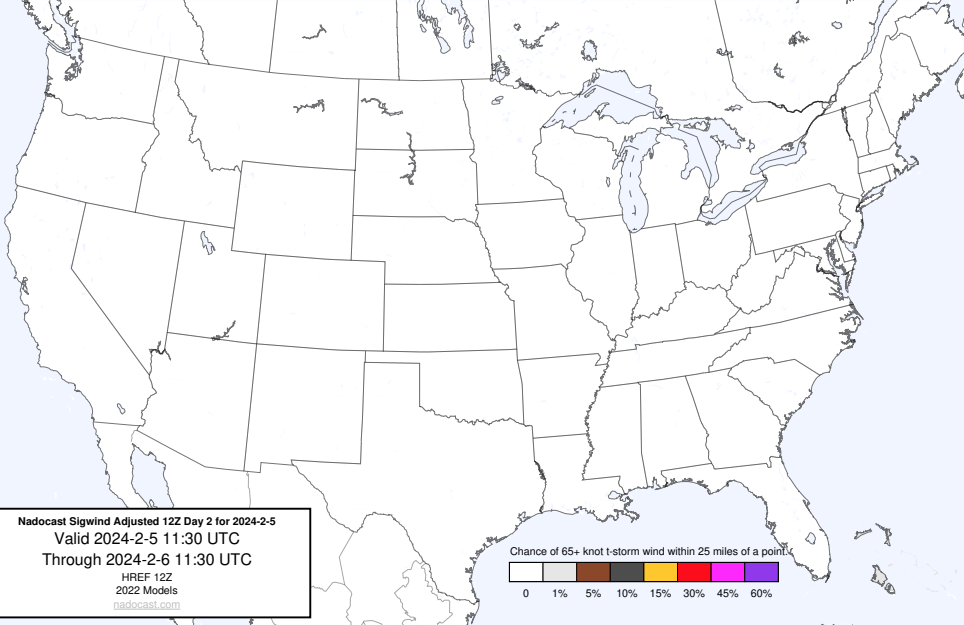 Nadocast Sigwind Adjusted 12Z Day 2 for 2024-2-5
Valid 2024-2-5 11:30 UTC
Through 2024-2-6 11:30 UTC
HREF 12Z
2022 Models
nadocast.com
Chance of 65+ knot t-storm wind within 25 miles of a point.
0 1% 5% 10% 15% 30% 45% 60%